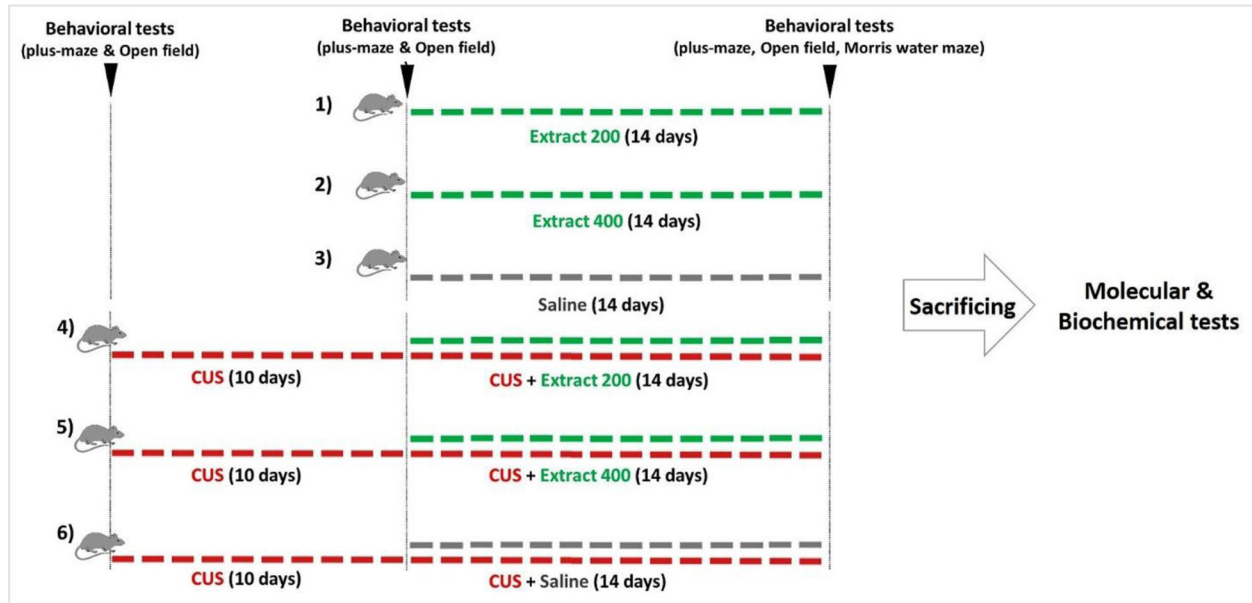 Behavioral tests
(plus-maze & Open field)
Behavioral tests
(plus-maze & Open field)
Behavioral tests
(plus-maze, Open field, Morris water maze)
1)
Extract 200 (14 days)
2)
Extract 400 (14 days)
3)
Saline (14 days)
Sacrificing
Molecular &
Biochemical tests
4)
CUS (10 days)
CUS + Extract 200 (14 days)
5)
CUS (10 days)
CUS + Extract 400 (14 days)
6)
CUS (10 days)
CUS + Saline (14 days)